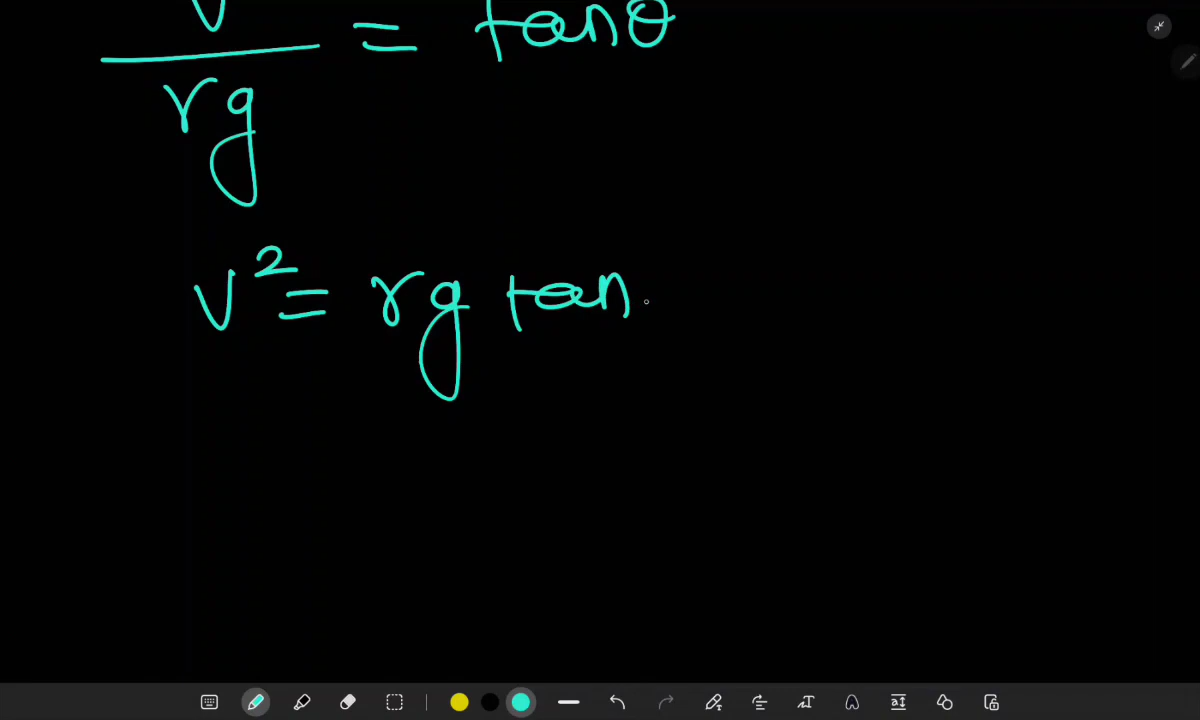 v
— = tanθ
rg
v² = rg tan